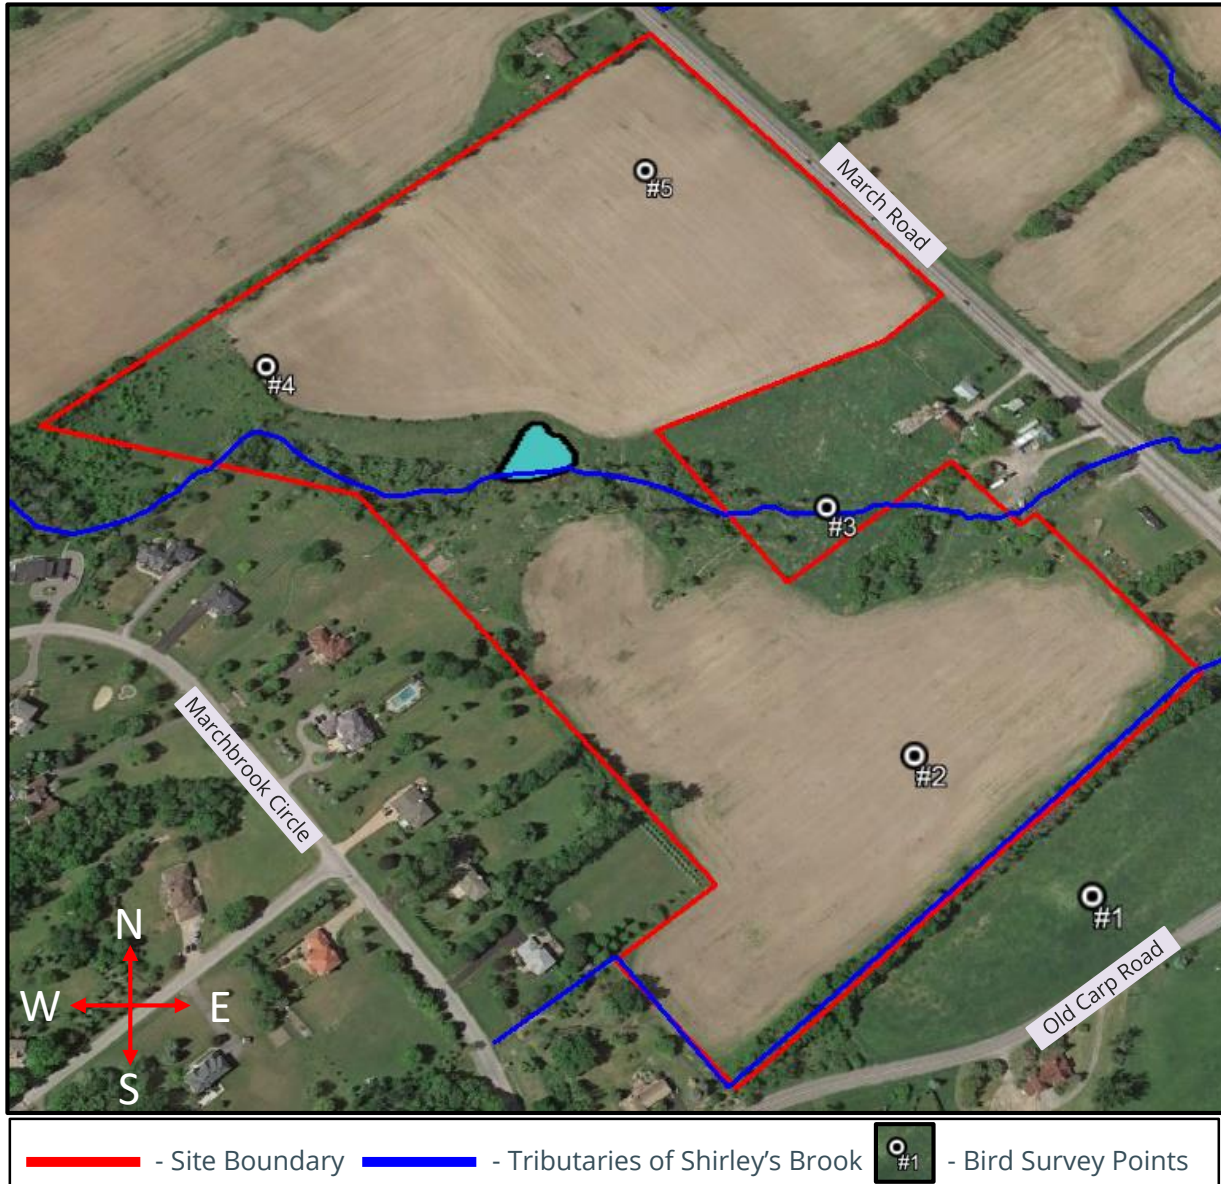 #5
March Road
#4
#3
Marchbrook Circle
#2
#1
N
W E
S
Old Carp Road
- Site Boundary - Tributaries of Shirley's Brook #1 - Bird Survey Points